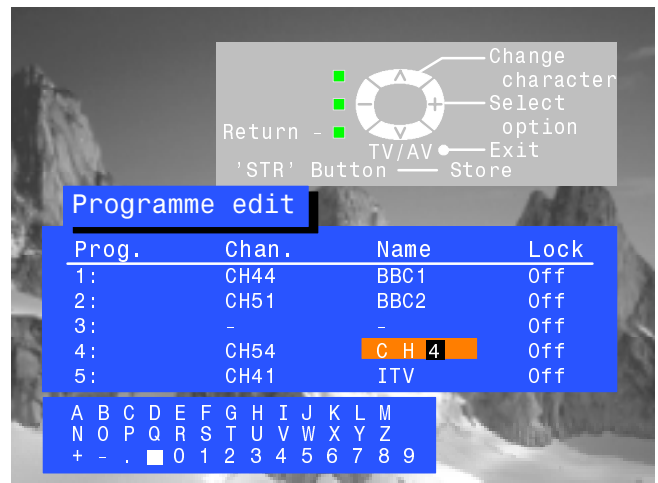 Change
character
Select
option
Return -
TV/AV
Exit
'STR' Button
Store
Programme edit
Prog. Chan. Name Lock
1: CH44 BBC1 Off
2: CH51 BBC2 Off
3: - - Off
4: CH54 C H 4 Off
5: CH41 ITV Off
A B C D E F G H I J K L M
N O P Q R S T U V W X Y Z
+ - . 0 1 2 3 4 5 6 7 8 9